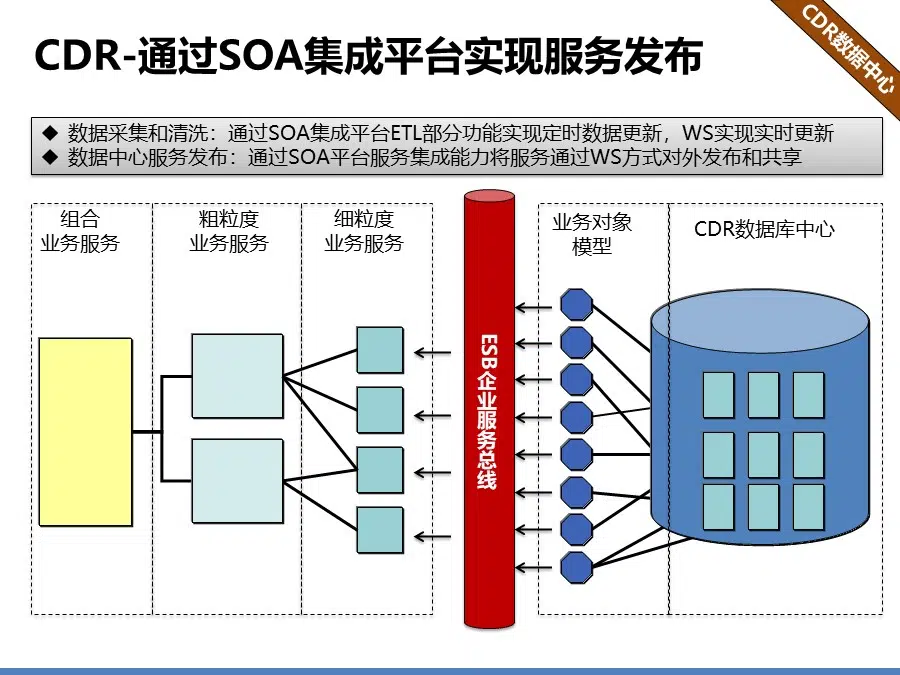 CDR-通过SOA集成平台实现服务发布
CDR数据中心
◆ 数据采集和清洗：通过SOA集成平台ETL部分功能实现定时数据更新，WS实现实时更新
◆ 数据中心服务发布：通过SOA平台服务集成能力将服务通过WS方式对外发布和共享
组合
业务服务
粗粒度
业务服务
细粒度
业务服务
ESB企业服务总线
业务对象
模型
CDR数据库中心